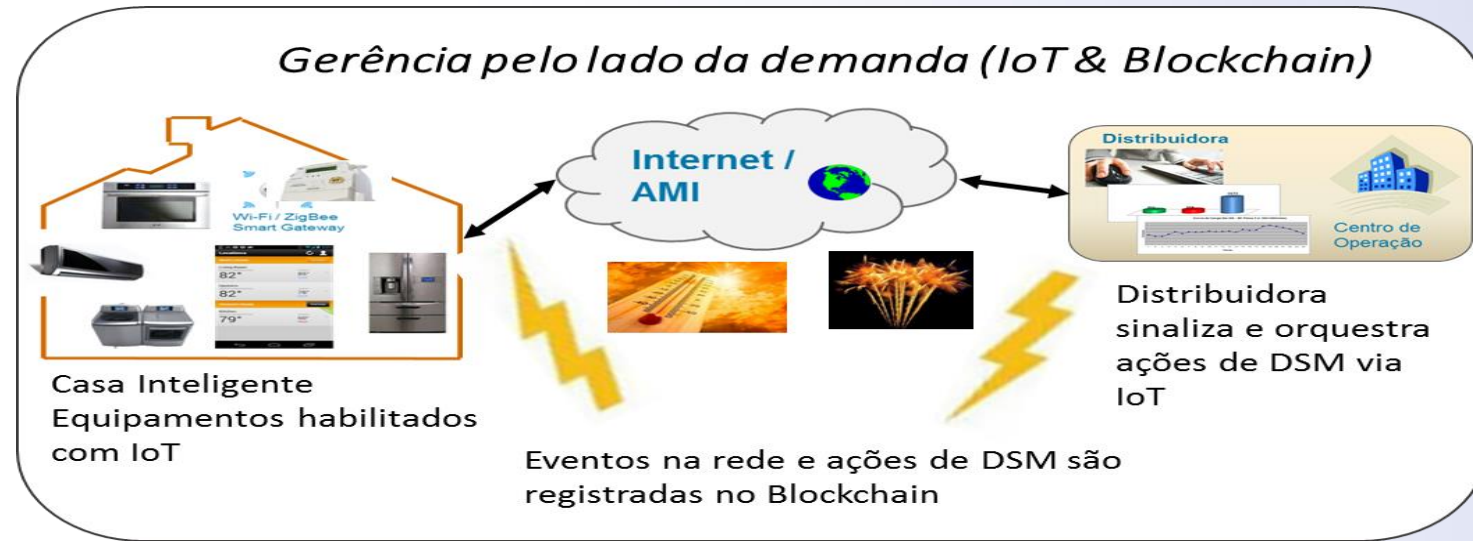 Gerência pelo lado da demanda (IoT & Blockchain)
Internet /
AMI
Distribuidora
Centro de
Operação
Wi-Fi / ZigBee
Smart Gateway
Locations
82°
82°
79°
Casa Inteligente
Equipamentos habilitados
com IoT
Distribuidora
sinaliza e orquestra
ações de DSM via
IoT
Eventos na rede e ações de DSM são
registradas no Blockchain